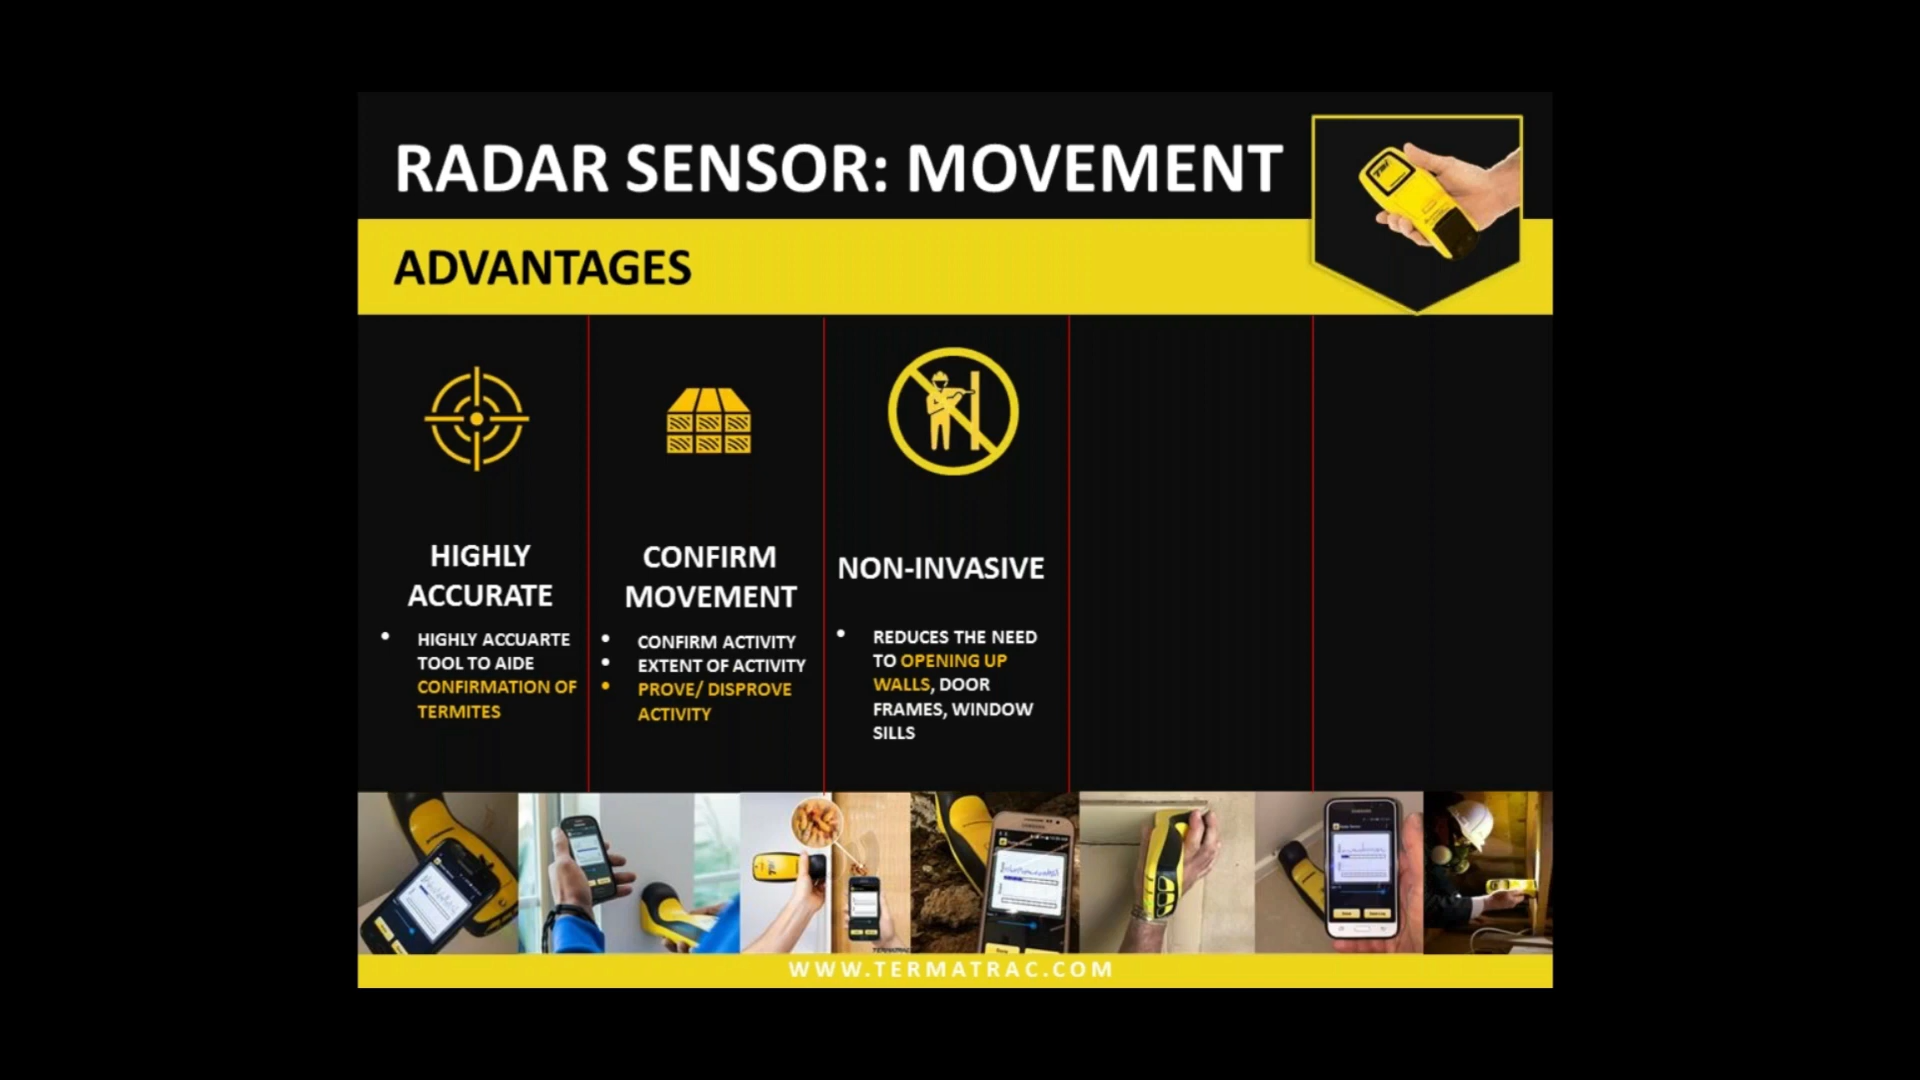 RADAR SENSOR: MOVEMENT
ADVANTAGES
HIGHLY
ACCURATE
• HIGHLY ACCUARTE
TOOL TO AIDE
CONFIRMATION OF
TERMITES
CONFIRM
MOVEMENT
• CONFIRM ACTIVITY
• EXTENT OF ACTIVITY
• PROVE/ DISPROVE
ACTIVITY
NON-INVASIVE
• REDUCES THE NEED
TO OPENING UP
WALLS, DOOR
FRAMES, WINDOW
SILLS
WWW.TERMATRAC.COM